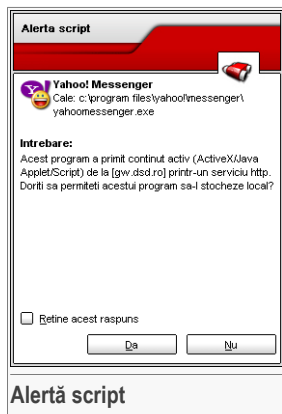 Alerta script
Yahoo! Messenger
Cale: c:\program files\yahoo!\messenger\
yahoomessenger.exe
Intrebare:
Acest program a primit continut activ (ActiveX/Java
Applet/Script) de la [gw.dsd.ro] printr-un serviciu http.
Doriti sa permiteti acestui program sa-l stocheze local?
Retine acest raspuns
Da
Nu
Alertă script